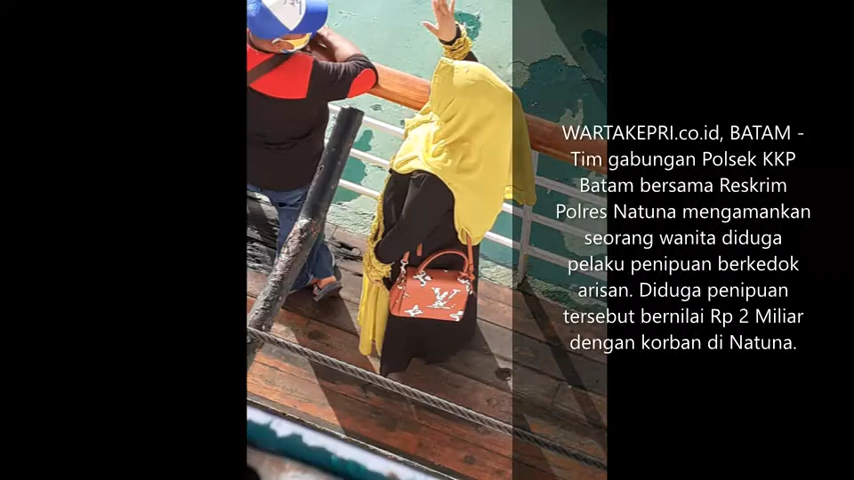 WARTAKEPRI.co.id, BATAM -
Tim gabungan Polsek KKP
Batam bersama Reskrim
Polres Natuna mengamankan
seorang wanita diduga
pelaku penipuan berkedok
arisan. Diduga penipuan
tersebut bernilai Rp 2 Miliar
dengan korban di Natuna.